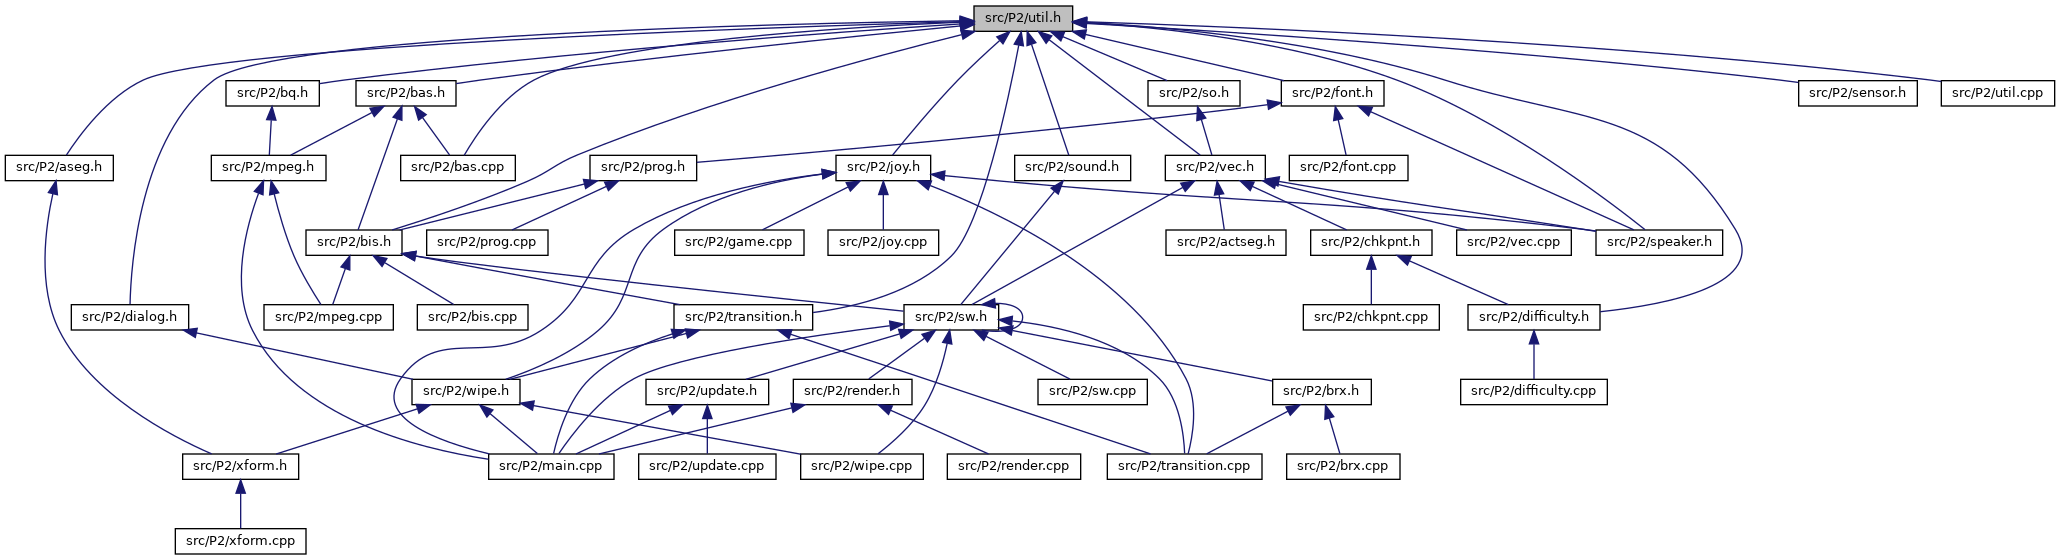 src/P2/util.h
src/P2/bq.h
src/P2/bas.h
src/P2/so.h
src/P2/font.h
src/P2/sensor.h
src/P2/util.cpp
src/P2/aseg.h
src/P2/mpeg.h
src/P2/bas.cpp
src/P2/prog.h
src/P2/joy.h
src/P2/sound.h
src/P2/vec.h
src/P2/font.cpp
src/P2/bis.h
src/P2/prog.cpp
src/P2/game.cpp
src/P2/joy.cpp
src/P2/actseg.h
src/P2/chkpnt.h
src/P2/vec.cpp
src/P2/speaker.h
src/P2/dialog.h
src/P2/mpeg.cpp
src/P2/bis.cpp
src/P2/transition.h
src/P2/sw.h
src/P2/chkpnt.cpp
src/P2/difficulty.h
src/P2/wipe.h
src/P2/update.h
src/P2/render.h
src/P2/sw.cpp
src/P2/brx.h
src/P2/difficulty.cpp
src/P2/xform.h
src/P2/main.cpp
src/P2/update.cpp
src/P2/wipe.cpp
src/P2/render.cpp
src/P2/transition.cpp
src/P2/brx.cpp
src/P2/xform.cpp